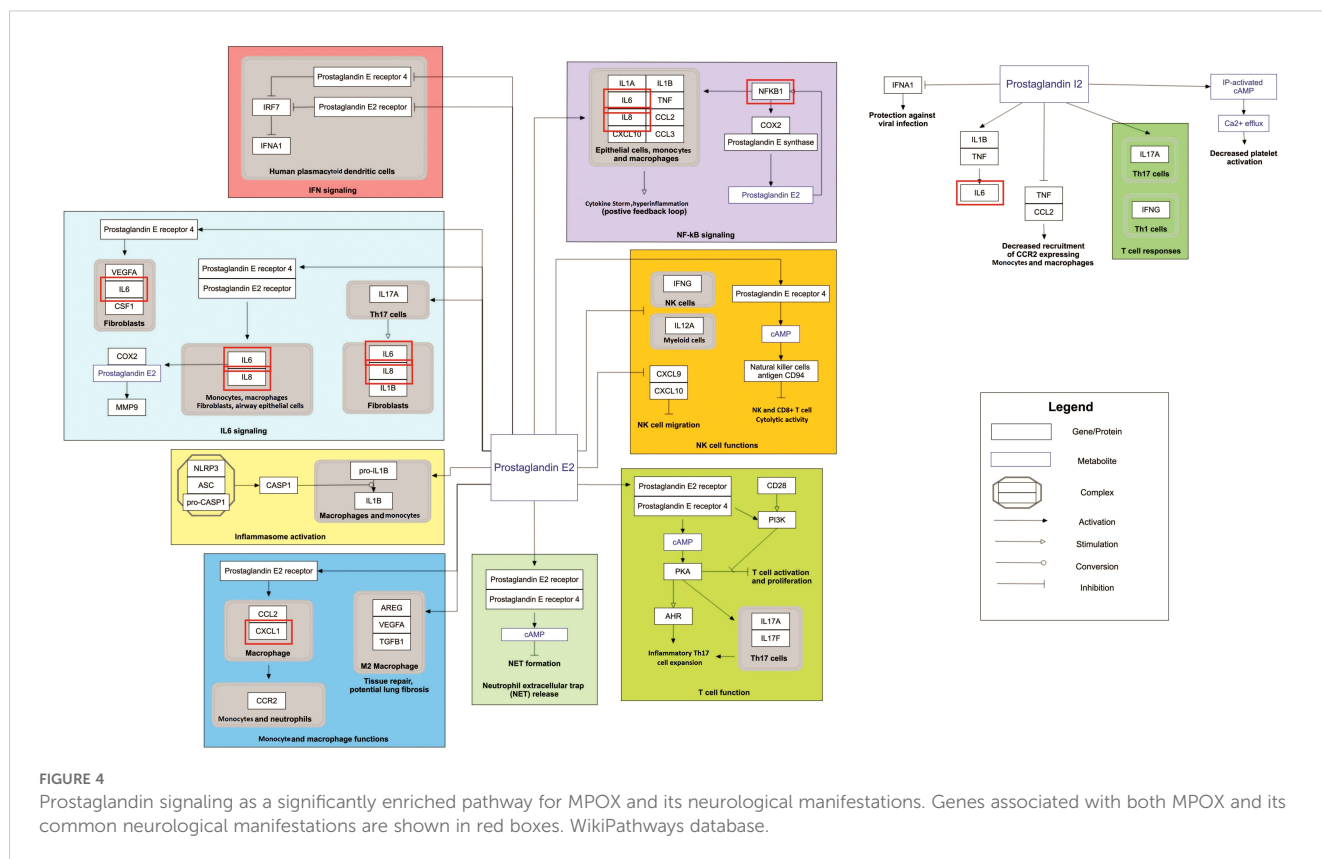 Prostaglandin E receptor 4
IRF7
Prostaglandin E2 receptor
IFNA1
Human plasmacytoid dendritic cells
IFN signaling
IL1A
IL1B
IL6
TNF
IL8
CCL2
CXCL10
CCL3
Epithelial cells, monocytes
and macrophages
NFKB1
COX2
Prostaglandin E synthase
Prostaglandin E2
Cytokine Storm,hyperinflammation
(postive feedback loop)
NF-kB signaling
Prostaglandin I2
IFNA1
Protection against
viral infection
IL1B
TNF
IL6
TNF
CCL2
Decreased recruitment
of CCR2 expressing
Monocytes and macrophages
IL17A
Th17 cells
IFNG
Th1 cells
T cell responses
IP-activated
cAMP
Ca2+ efflux
Decreased platelet
activation
Prostaglandin E receptor 4
VEGFA
IL6
CSF1
Fibroblasts
Prostaglandin E receptor 4
Prostaglandin E2 receptor
IL17A
Th17 cells
COX2
Prostaglandin E2
MMP9
IL6
IL8
Monocytes, macrophages
Fibroblasts, airway epithelial cells
IL6
IL8
IL1B
Fibroblasts
IL6 signaling
IFNG
NK cells
IL12A
Myeloid cells
CXCL9
CXCL10
NK cell migration
Prostaglandin E receptor 4
cAMP
Natural killer cells
antigen CD94
NK and CD8+ T cell
Cytolytic activity
NK cell functions
Prostaglandin E2
NLRP3
ASC
pro-CASP1
CASP1
pro-IL1B
IL1B
Macrophages and monocytes
Inflammasome activation
Prostaglandin E2 receptor
CCL2
CXCL1
Macrophage
CCR2
Monocytes and neutrophils
AREG
VEGFA
TGFB1
M2 Macrophage
Tissue repair,
potential lung fibrosis
Monocyte and macrophage functions
Prostaglandin E2 receptor
Prostaglandin E receptor 4
cAMP
NET formation
Neutrophil extracellular trap
(NET) release
Prostaglandin E2 receptor
Prostaglandin E receptor 4
CD28
PI3K
cAMP
PKA
T cell activation
and proliferation
AHR
IL17A
IL17F
Th17 cells
Inflammatory Th17
cell expansion
T cell function
Legend
Gene/Protein
Metabolite
Complex
Activation
Stimulation
Conversion
Inhibition
FIGURE 4
Prostaglandin signaling as a significantly enriched pathway for MPOX and its neurological manifestations. Genes associated with both MPOX and its
common neurological manifestations are shown in red boxes. WikiPathways database.